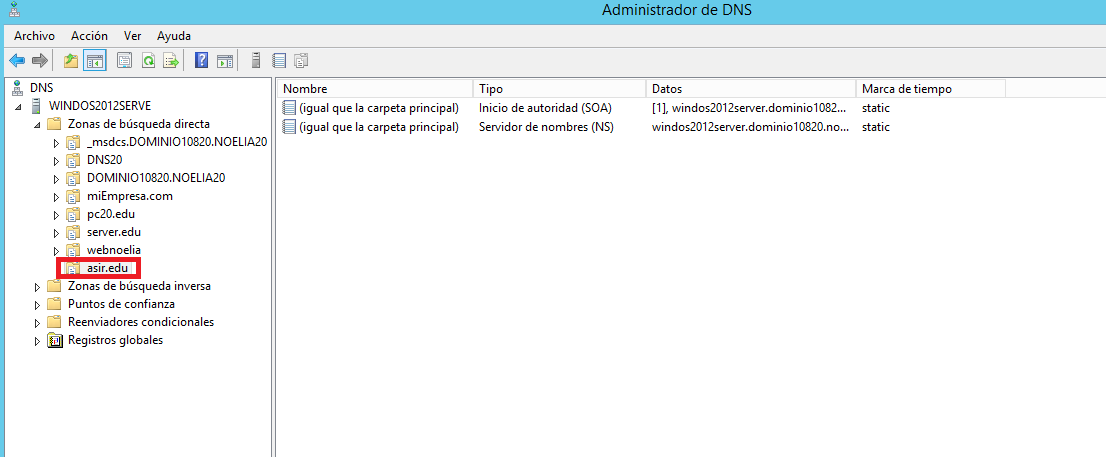 Administrador de DNS
Archivo Acción Ver Ayuda
DNS
WINDOS2012SERVE
Zonas de búsqueda directa
_msdcs.DOMINIO10820.NOELIA20
DNS20
DOMINIO10820.NOELIA20
miEmpresa.com
pc20.edu
server.edu
webnoelia
asir.edu
Zonas de búsqueda inversa
Puntos de confianza
Reenviadores condicionales
Registros globales
Nombre Tipo Datos Marca de tiempo
(igual que la carpeta principal) Inicio de autoridad (SOA) [1], windos2012server.dominio1082... static
(igual que la carpeta principal) Servidor de nombres (NS) windos2012server.dominio10820.no... static